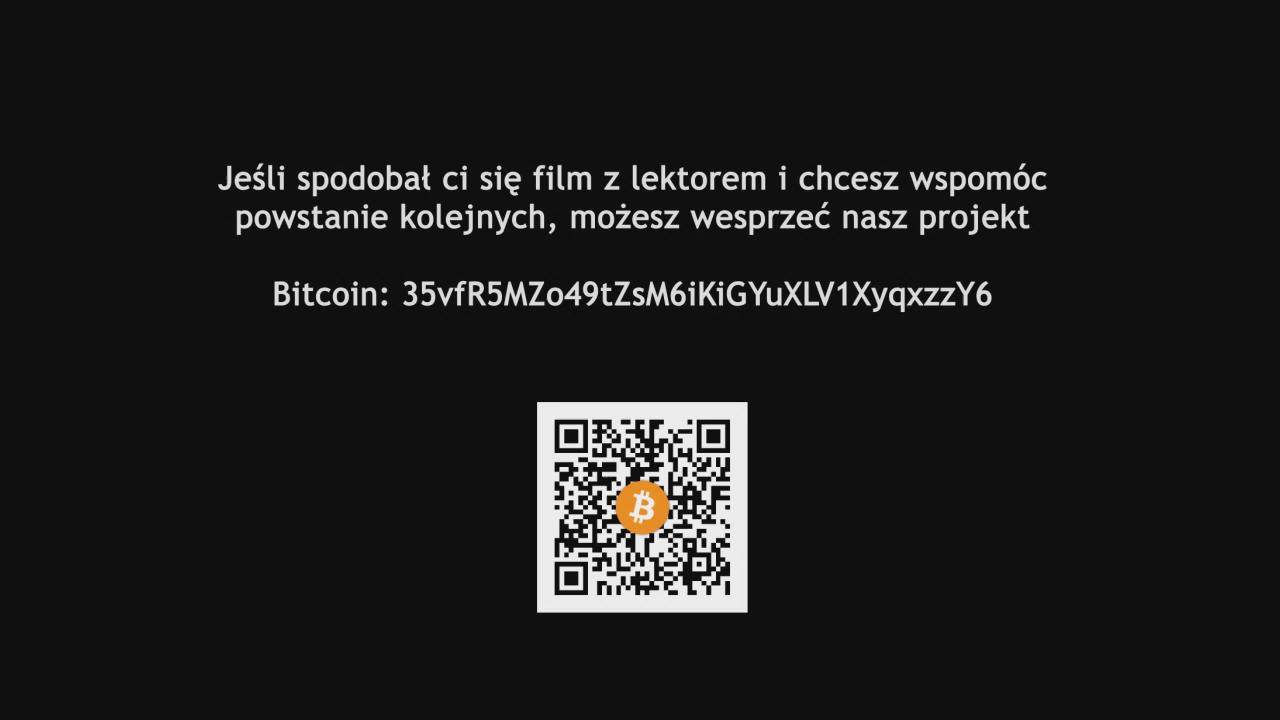 Jeśli spodobał ci się film z lektorem i chcesz wspomóc
powstanie kolejnych, możesz wesprzeć nasz projekt
Bitcoin: 35vfR5MZo49tZsM6iKiGYuXLV1XyqxzzY6